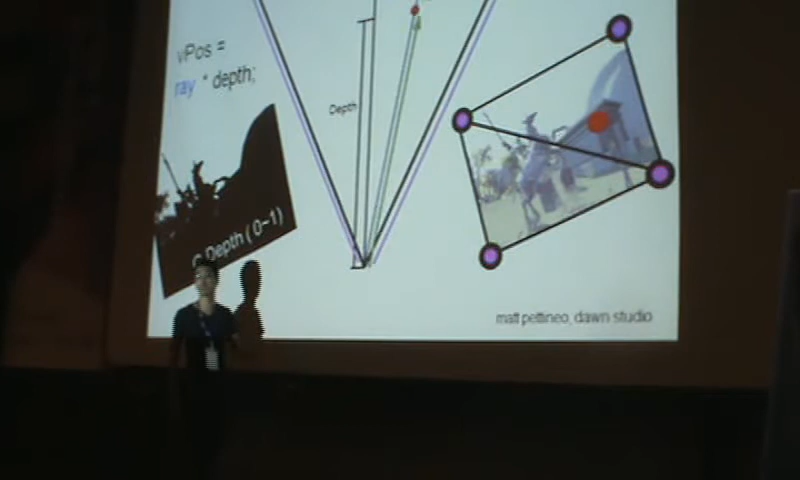 vPos =
ray * depth;
Depth
Depth ( 0~1)
matt pettineo, dawn studio